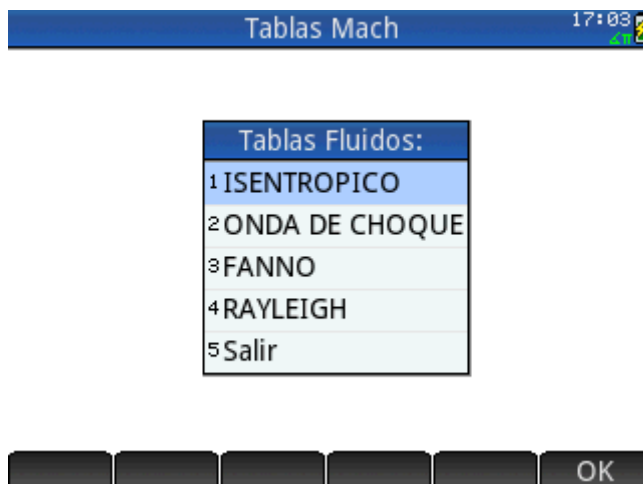 Tablas Mach
17:03
∡π
Tablas Fluidos:
1 ISENTROPICO
2 ONDA DE CHOQUE
3 FANNO
4 RAYLEIGH
5 Salir
OK